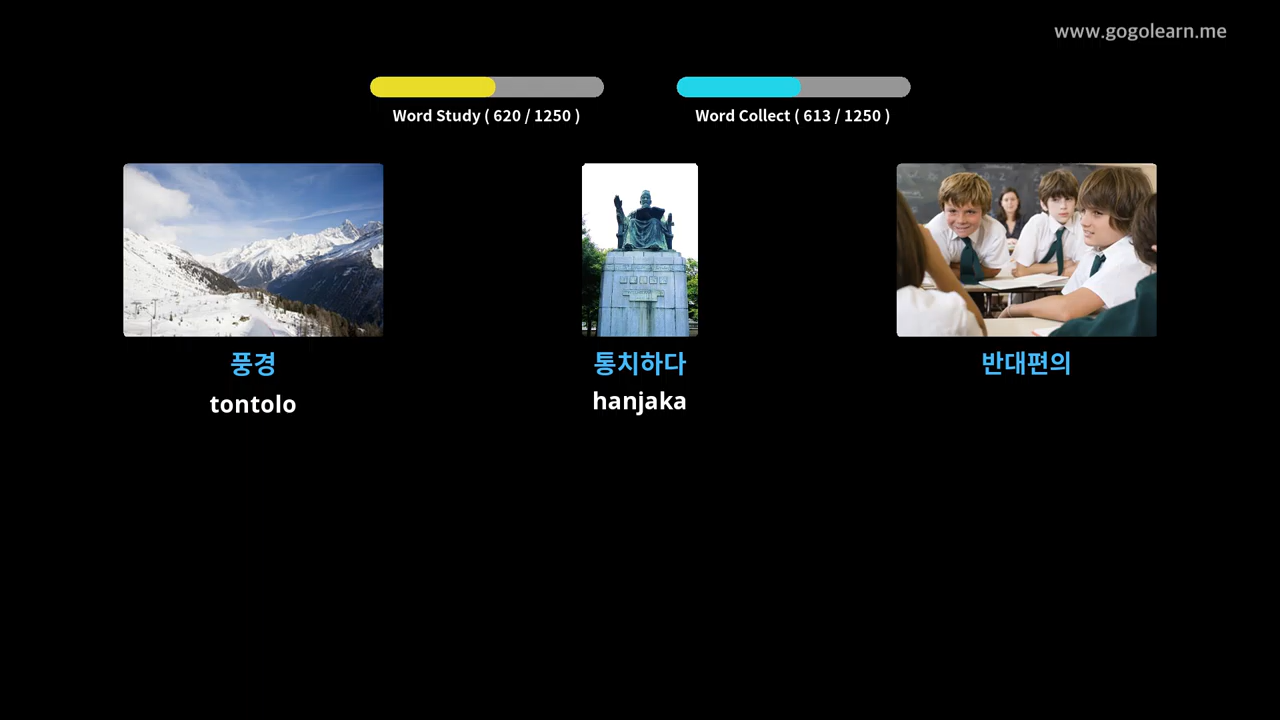 www.gogolearn.me
Word Study ( 620 / 1250 )
Word Collect ( 613 / 1250 )
풍경
통치하다
반대편의
tontolo
hanjaka